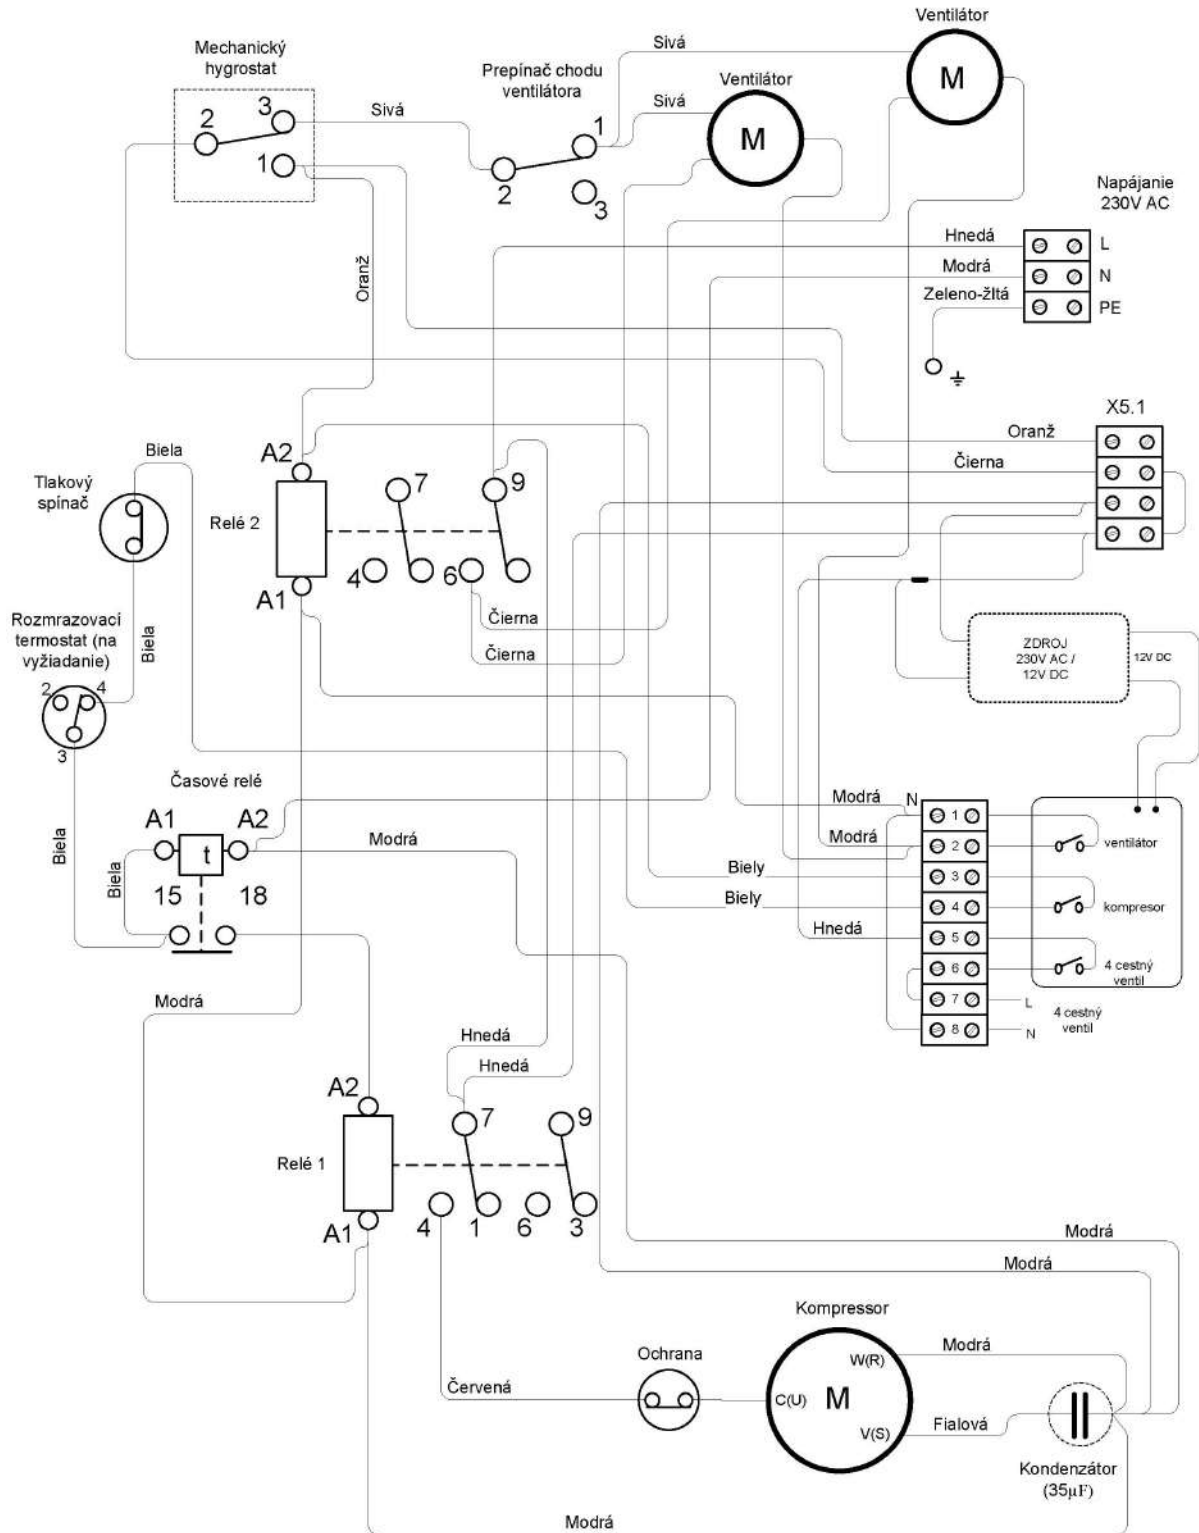 Ventilátor
Sivá
Mechanický
hygrostat
Prepínač chodu
ventilátora
Ventilátor
M
3
2
1
Sivá
Sivá
1
2
3
M
Napájanie
230V AC
Hnedá
L
Modrá
N
Zeleno-žltá
PE
Oranž
X5.1
Oranž
Čierna
Biela
A2
7
9
Tlakový
spínač
Relé 2
4
6
A1
Čierna
Čierna
Rozmrazovací
termostat (na
vyžiadanie)
Biela
2
4
3
ZDROJ
230V AC /
12V DC
12V DC
Časové relé
A1
A2
t
Modrá
15
18
Biela
Biela
Modrá
N
Modrá
Biely
Biely
Hnedá
1
2
3
4
5
6
7
8
ventilátor
kompresor
4 cestný
ventil
L
N
4 cestný
ventil
Modrá
Hnedá
Hnedá
A2
7
9
Relé 1
4
1
6
3
A1
Modrá
Modrá
Kompressor
Ochrana
W(R)
Modrá
Červená
C(U)
M
V(S)
Fialová
Kondenzátor
(35µF)
Modrá